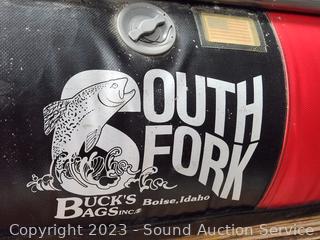 SOUTH
FORK
BUCK'S
BAGS INC.®
Boise, Idaho
Copyright 2023 - Sound Auction Service